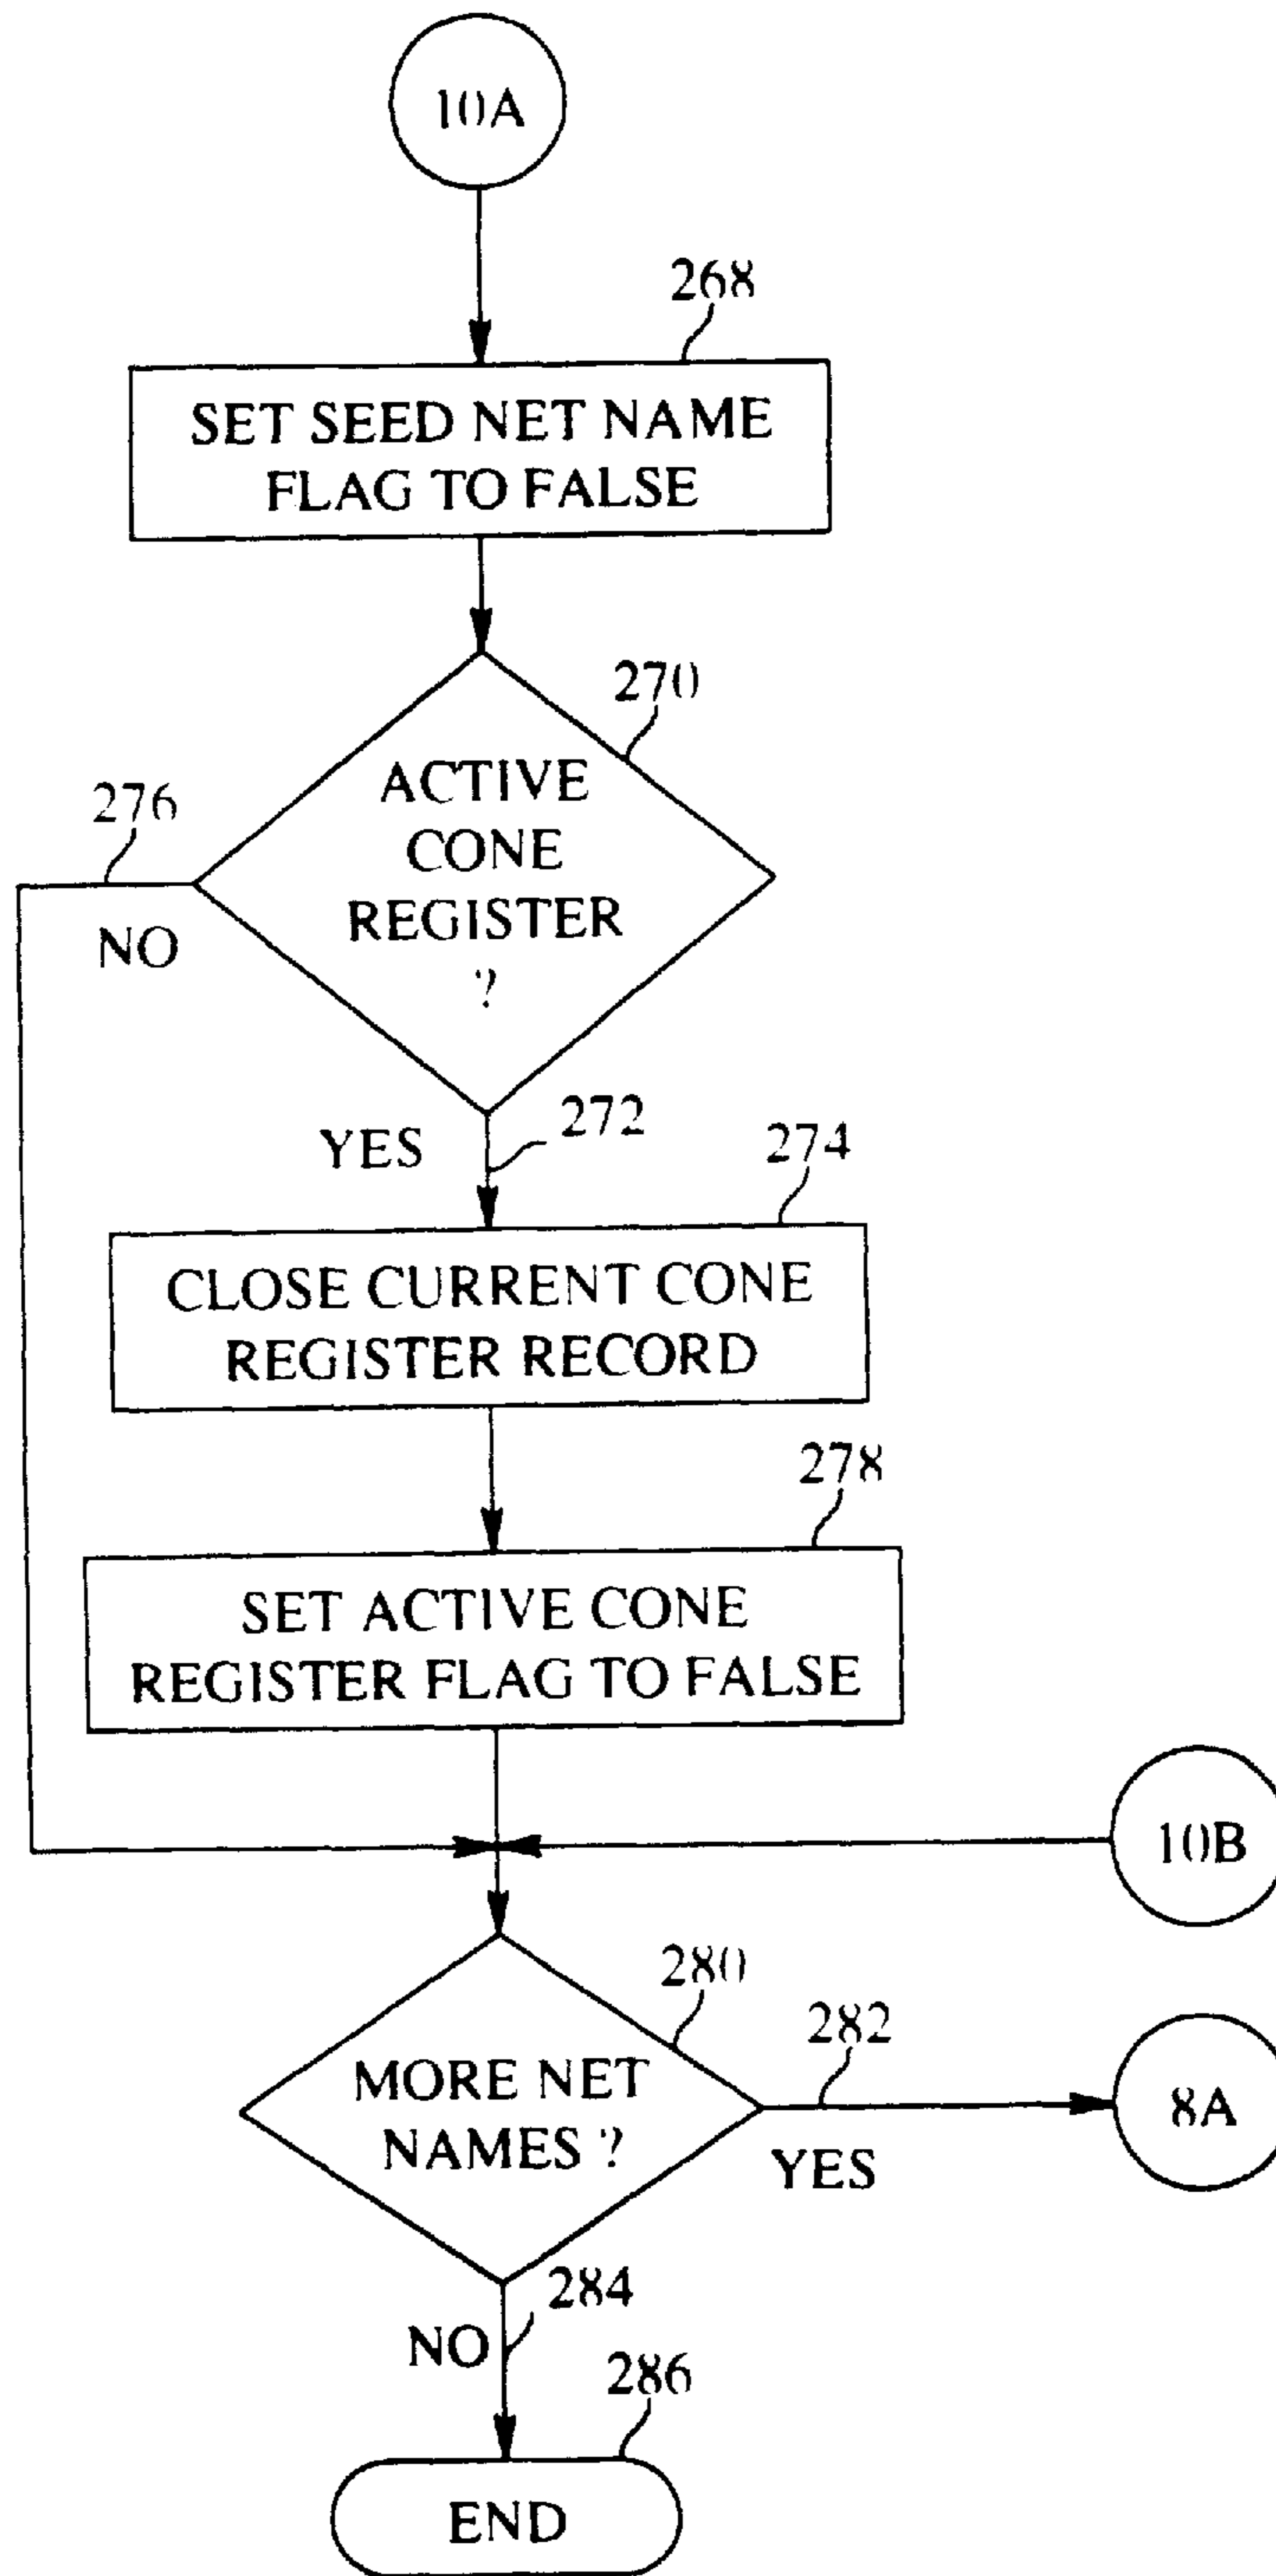 10A
268
SET SEED NET NAME
FLAG TO FALSE
270
ACTIVE
CONE
REGISTER
?
276
NO
YES
272
274
CLOSE CURRENT CONE
REGISTER RECORD
278
SET ACTIVE CONE
REGISTER FLAG TO FALSE
10B
280
MORE NET
NAMES ?
282
YES
8A
284
NO
286
END